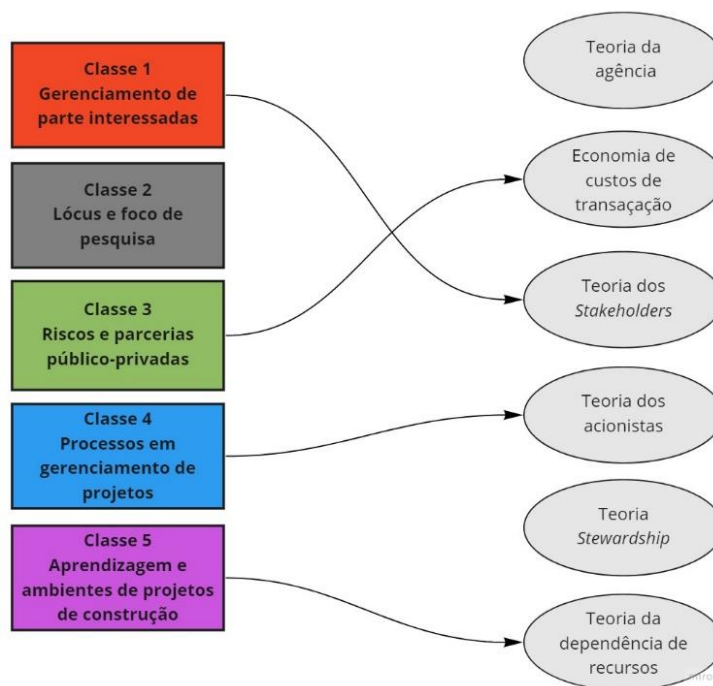 Classe 1
Gerenciamento de
parte interessadas
Classe 2
Lócus e foco de
pesquisa
Classe 3
Riscos e parcerias
público-privadas
Classe 4
Processos em
gerenciamento de
projetos
Classe 5
Aprendizagem e
ambientes de projetos
de construção
Teoria da
agência
Economia de
custos de
transaçação
Teoria dos
Stakeholders
Teoria dos
acionistas
Teoria
Stewardship
Teoria da
dependência de
recursos
miro